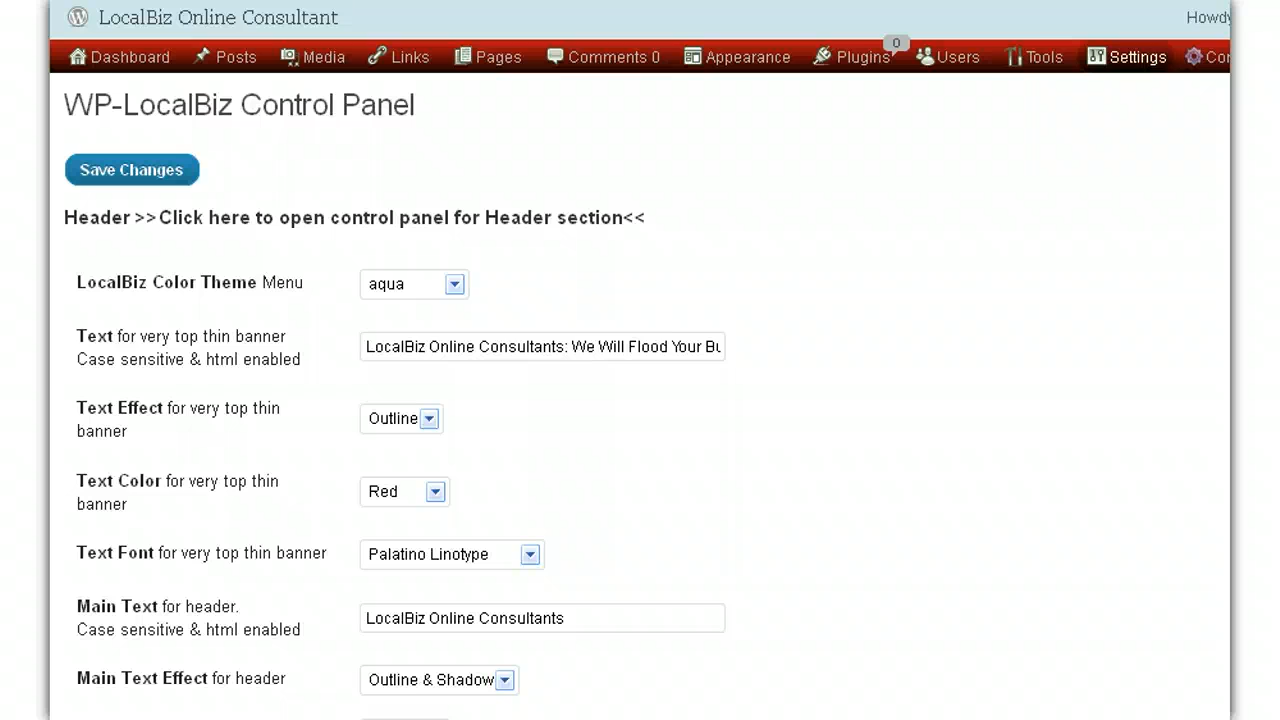 LocalBiz Online Consultant
Howdy
Dashboard Posts Media Links Pages Comments 0 Appearance Plugins 0 Users Tools Settings
WP-LocalBiz Control Panel
Save Changes
Header >>Click here to open control panel for Header section<<
LocalBiz Color Theme Menu aqua
Text for very top thin banner
Case sensitive & html enabled
LocalBiz Online Consultants: We Will Flood Your
Text Effect for very top thin
banner
Outline
Text Color for very top thin
banner
Red
Text Font for very top thin banner Palatino Linotype
Main Text for header.
Case sensitive & html enabled
LocalBiz Online Consultants
Main Text Effect for header Outline & Shadow